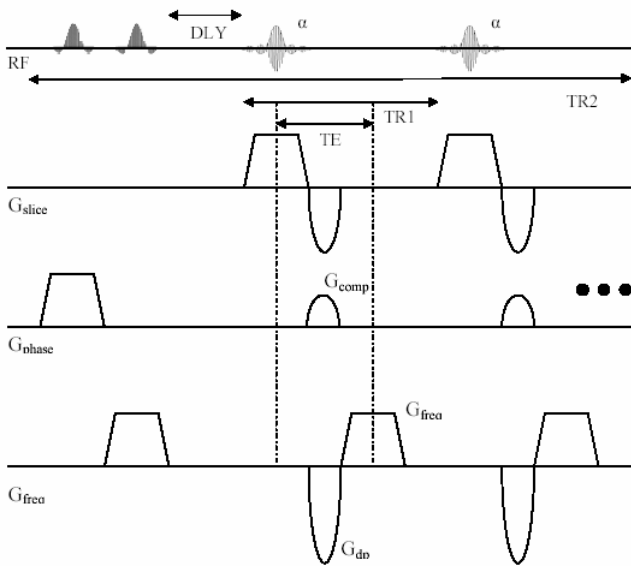 DLY
α
α
RF
TR2
TR1
TE
Gslice
Gcomp
Gphase
Gfreq
Gfreq
Gdp